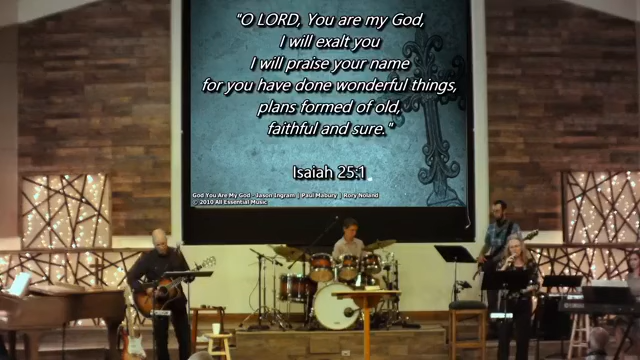 "O LORD, You are my God,
I will exalt you
I will praise your name
for you have done wonderful things,
plans formed of old,
faithful and sure."
Isaiah 25:1
God You Are My God - Jason Ingram | Paul Mabury | Rory Noland
© 2010 All Essential Music